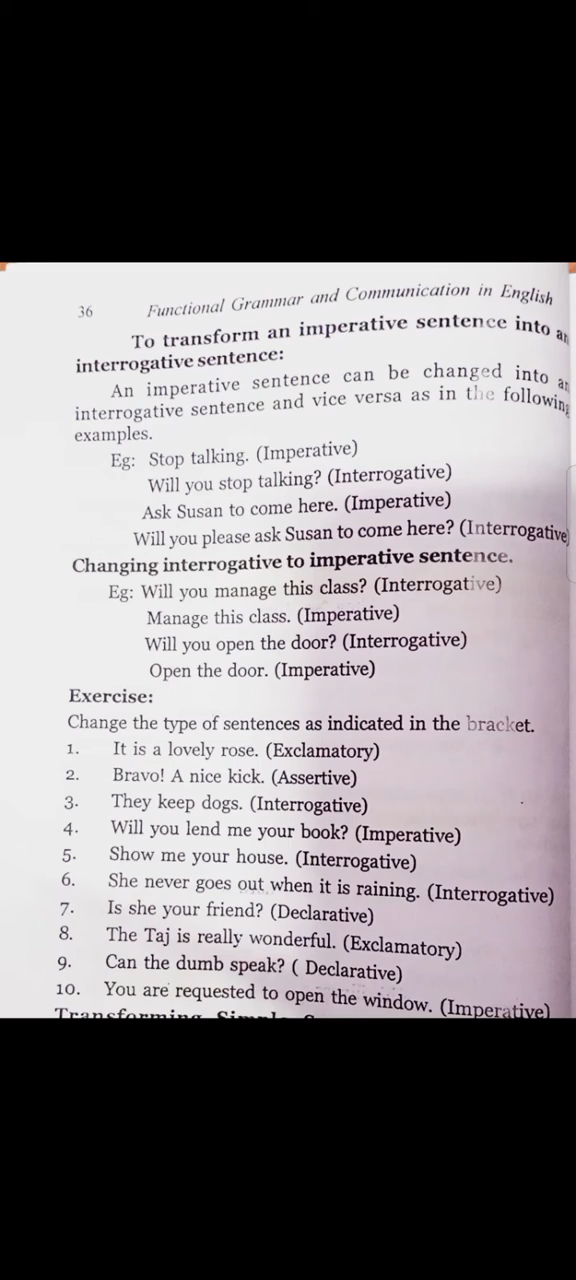 36 Functional Grammar and Communication in English
To transform an imperative sentence into an
interrogative sentence:
An imperative sentence can be changed into an
interrogative sentence and vice versa as in the following
examples.
Eg: Stop talking. (Imperative)
Will you stop talking? (Interrogative)
Ask Susan to come here. (Imperative)
Will you please ask Susan to come here? (Interrogative)
Changing interrogative to imperative sentence.
Eg: Will you manage this class? (Interrogative)
Manage this class. (Imperative)
Will you open the door? (Interrogative)
Open the door. (Imperative)
Exercise:
Change the type of sentences as indicated in the bracket.
1. It is a lovely rose. (Exclamatory)
2. Bravo! A nice kick. (Assertive)
3. They keep dogs. (Interrogative)
4. Will you lend me your book? (Imperative)
5. Show me your house. (Interrogative)
6. She never goes out when it is raining. (Interrogative)
7. Is she your friend? (Declarative)
8. The Taj is really wonderful. (Exclamatory)
9. Can the dumb speak? ( Declarative)
10. You are requested to open the window. (Imperative)
Transforming